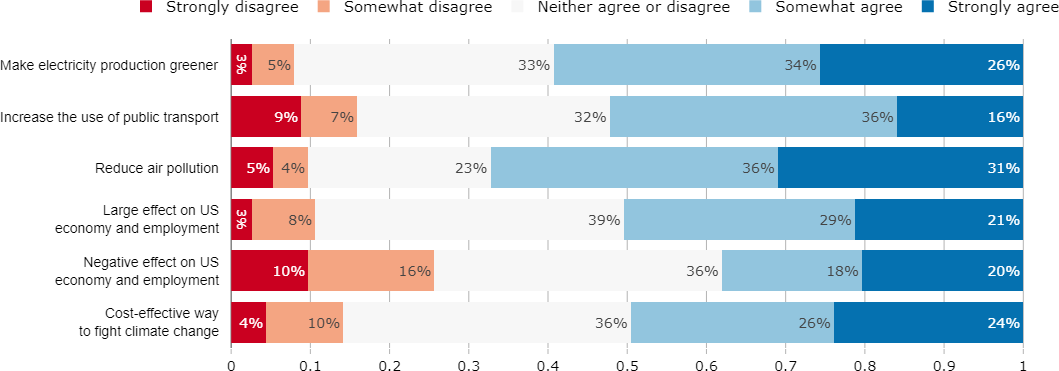 Strongly disagree Somewhat disagree Neither agree or disagree Somewhat agree Strongly agree
Make electricity production greener 3% 5% 33% 34% 26%
Increase the use of public transport 9% 7% 32% 36% 16%
Reduce air pollution 5% 4% 23% 36% 31%
Large effect on US
economy and employment 3% 8% 39% 29% 21%
Negative effect on US
economy and employment 10% 16% 36% 18% 20%
Cost-effective way
to fight climate change 4% 10% 36% 26% 24%
0 0.1 0.2 0.3 0.4 0.5 0.6 0.7 0.8 0.9 1